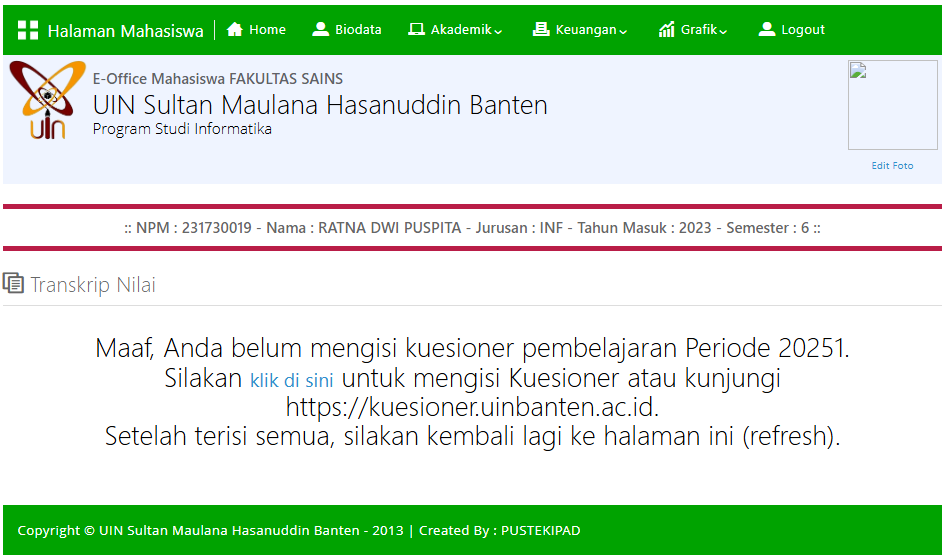 Halaman Mahasiswa Home Biodata Akademik Keuangan Grafik Logout
uin
E-Office Mahasiswa FAKULTAS SAINS
UIN Sultan Maulana Hasanuddin Banten
Program Studi Informatika
Edit Foto
:: NPM : 231730019 - Nama : RATNA DWI PUSPITA - Jurusan : INF - Tahun Masuk : 2023 - Semester : 6 ::
Transkrip Nilai
Maaf, Anda belum mengisi kuesioner pembelajaran Periode 20251.
Silakan klik di sini untuk mengisi Kuesioner atau kunjungi
https://kuesioner.uinbanten.ac.id.
Setelah terisi semua, silakan kembali lagi ke halaman ini (refresh).
Copyright © UIN Sultan Maulana Hasanuddin Banten - 2013 | Created By : PUSTEKIPAD